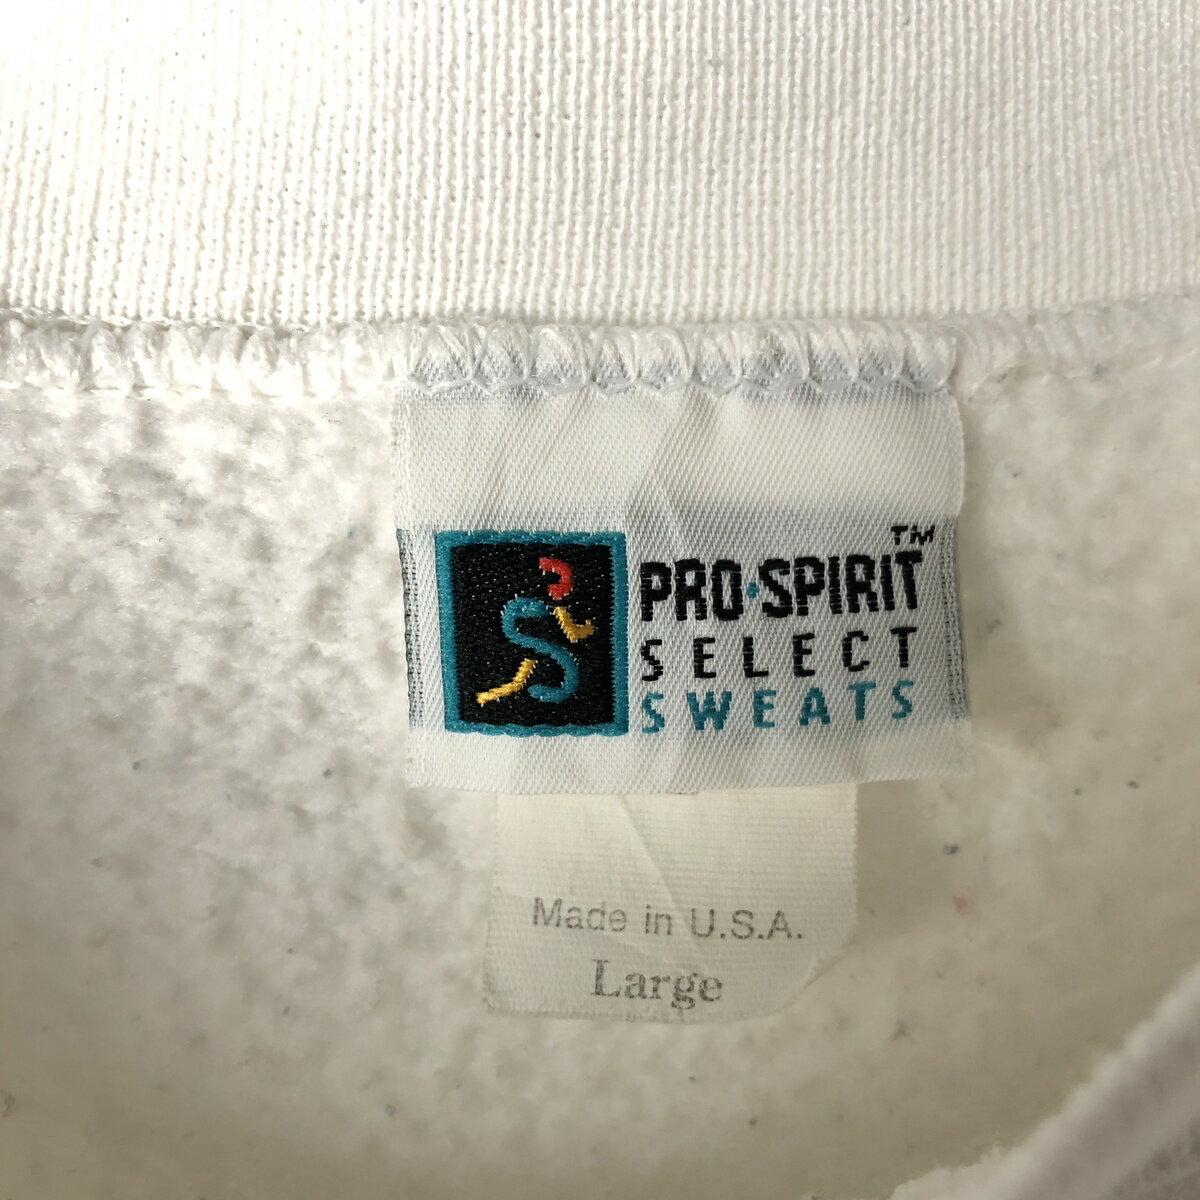 PRO·SPIRIT™
SELECT
SWEATS
Made in U.S.A.
Large